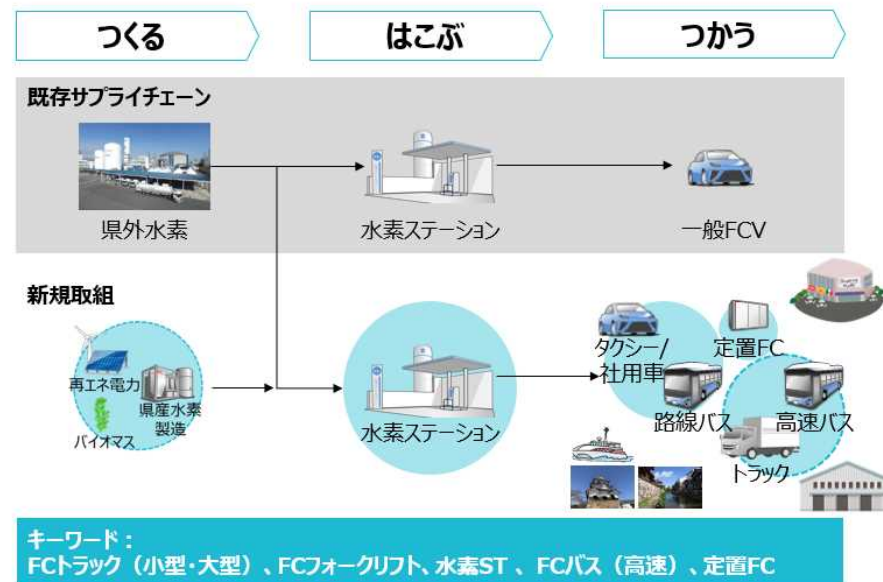 つくる
はこぶ
つかう
既存サプライチェーン
県外水素
水素ステーション
一般FCV
新規取組
再エネ電力
バイオマス
県産水素
製造
水素ステーション
タクシー/
社用車
定置FC
路線バス
高速バス
トラック
キーワード：
FCトラック（小型・大型）、FCフォークリフト、水素ST 、FCバス（高速）、定置FC